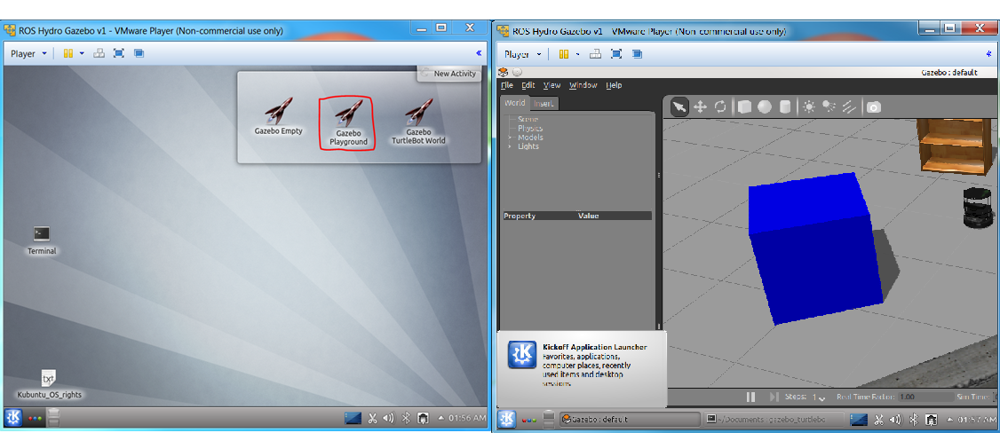 ROS Hydro Gazebo v1 - VMware Player (Non-commercial use only)
Player
New Activity
Gazebo Empty
Gazebo
Playground
Gazebo
TurtleBot World
Terminal
txt
Kubuntu_OS_rights
01:56 AM
ROS Hydro Gazebo v1 - VMware Player (Non-commercial use only)
Player
Gazebo : default
File Edit View Window Help
World Insert
Scene
Physics
Models
Lights
Property Value
Kickoff Application Launcher
Favorites, applications,
computer places, recently
used items and desktop
sessions.
Steps: 1 Real Time Factor: 1.00 Sim Time:
Gazebo : default
~/Documents : gazebo_turtlebo
01:57 AM